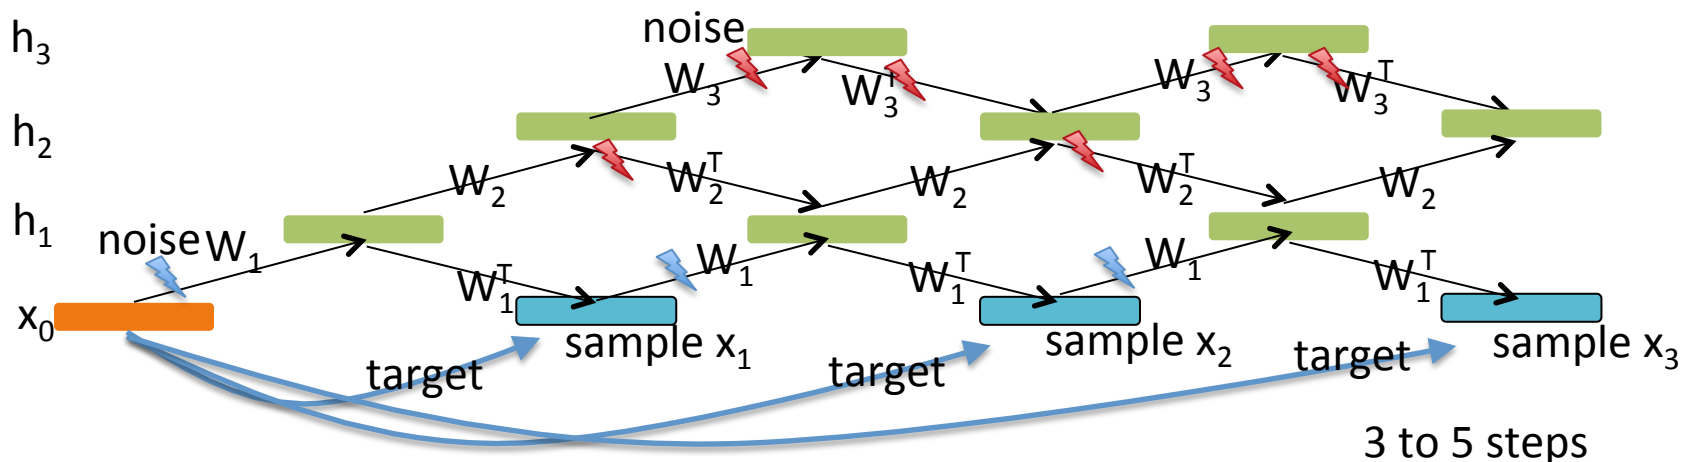 h₃ noise
W₃ W₃ᵀ W₃ W₃ᵀ
h₂
W₂ W₂ᵀ W₂ W₂ᵀ W₂
h₁
noise W₁ W₁ᵀ W₁ W₁ᵀ W₁ W₁ᵀ
x₀
sample x₁ sample x₂ sample x₃
target target target
3 to 5 steps